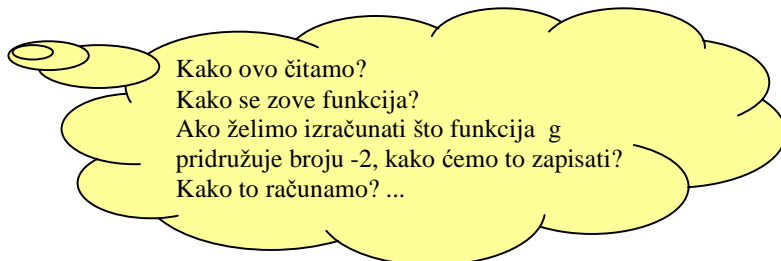 Kako ovo čitamo?
Kako se zove funkcija?
Ako želimo izračunati što funkcija g
pridružuje broju -2, kako ćemo to zapisati?
Kako to računamo? ...